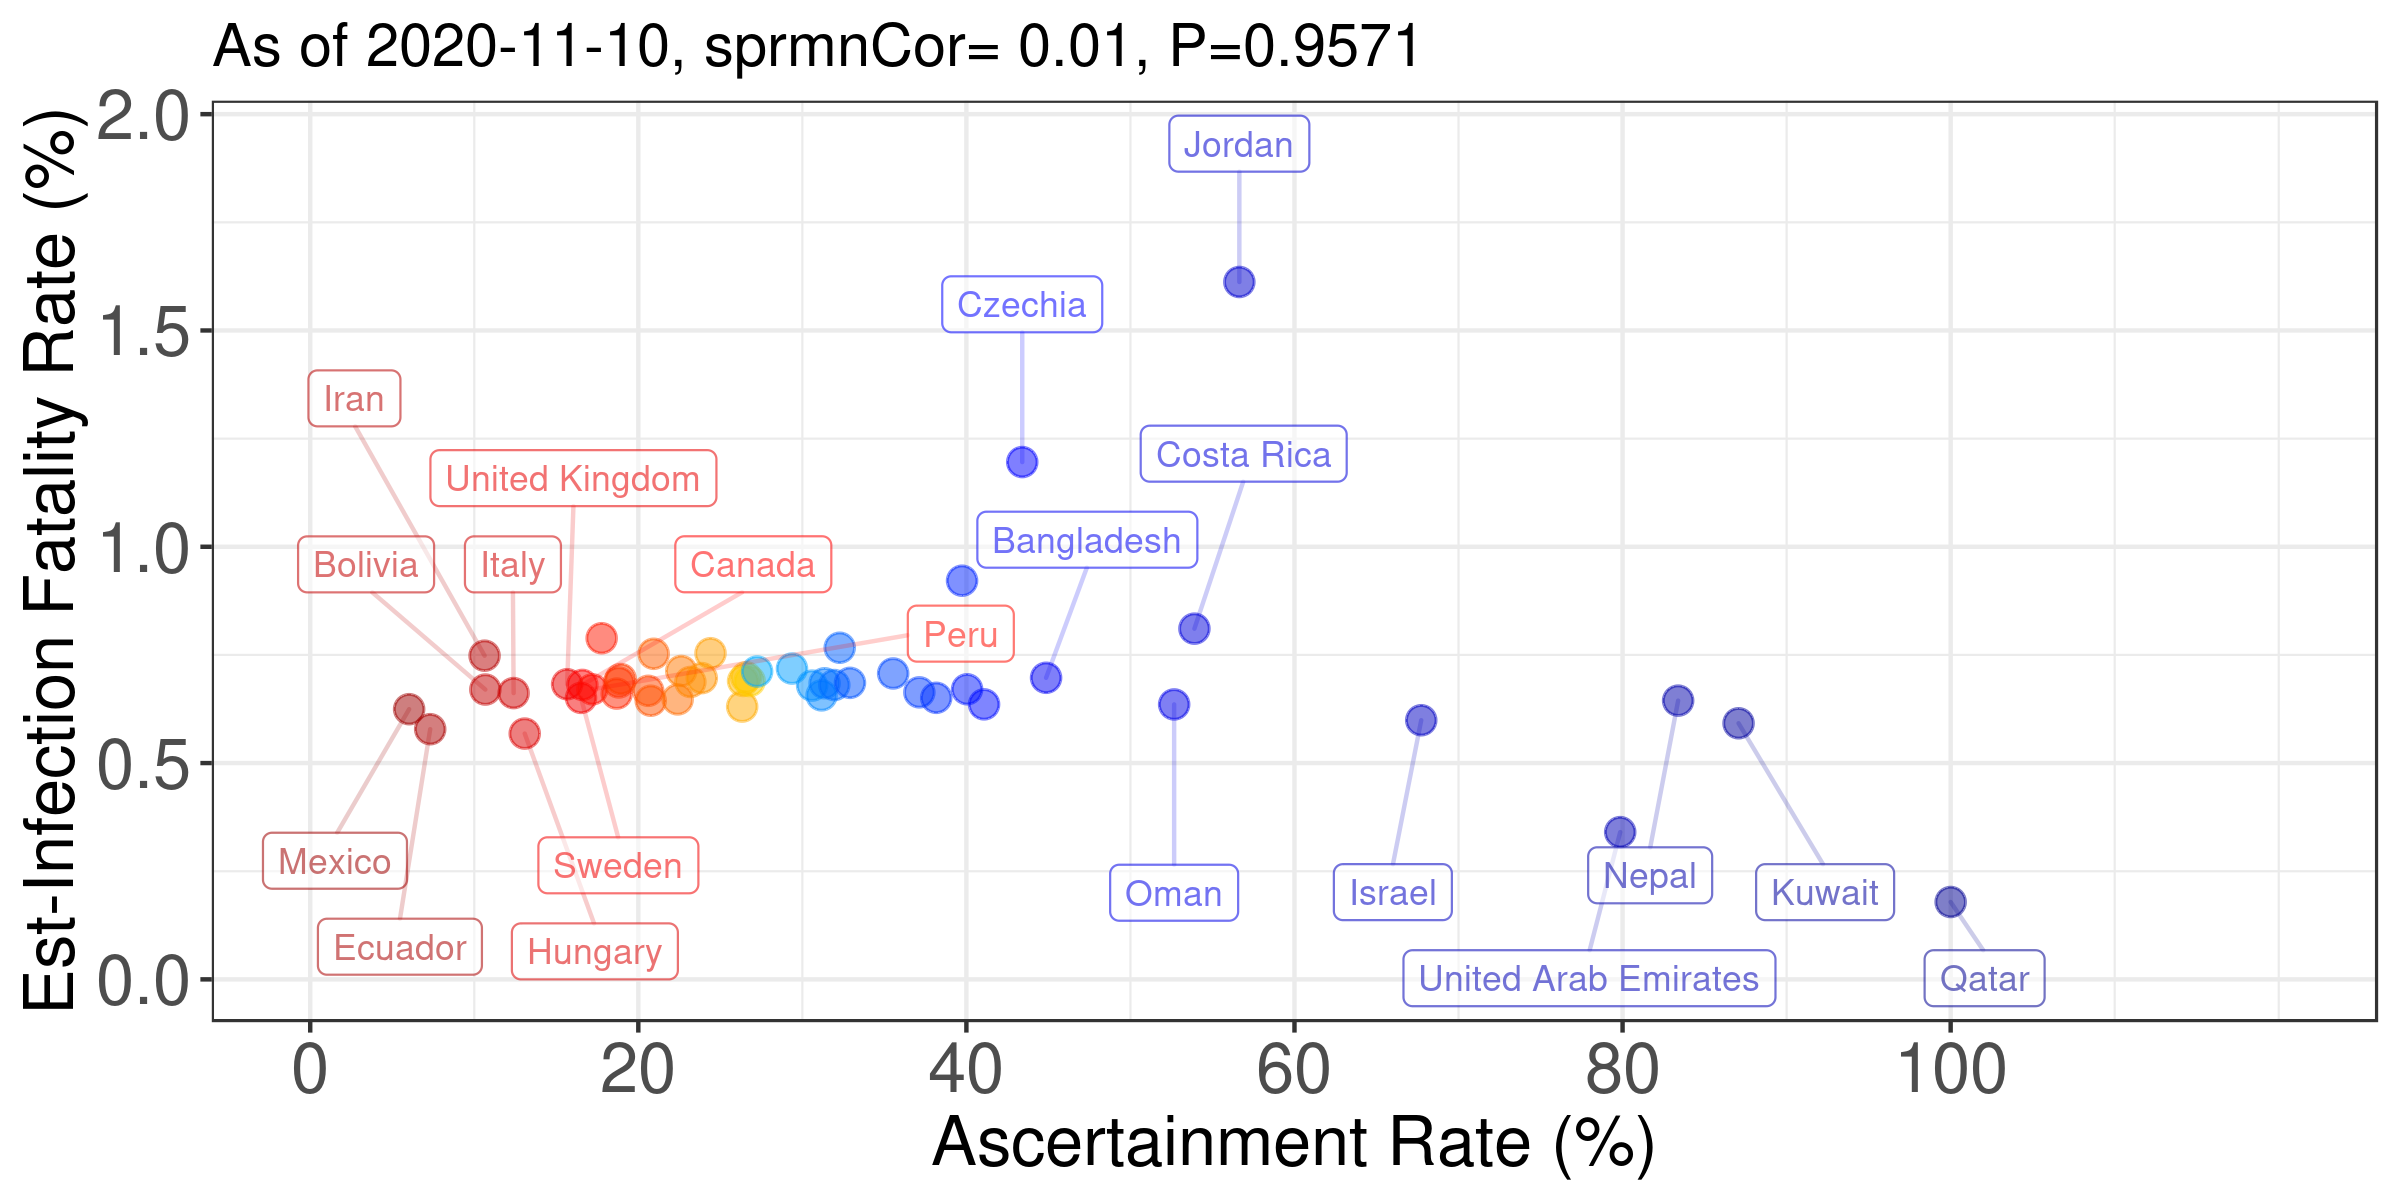 As of 2020-11-10, sprmnCor= 0.01, P=0.9571
Est-Infection Fatality Rate (%)
2.0
1.5
1.0
0.5
0.0
Jordan
Czechia
Iran
Costa Rica
United Kingdom
Bangladesh
Bolivia
Italy
Canada
Peru
Mexico
Sweden
Nepal
Oman
Israel
Kuwait
Ecuador
Hungary
United Arab Emirates
Qatar
0
20
40
60
80
100
Ascertainment Rate (%)